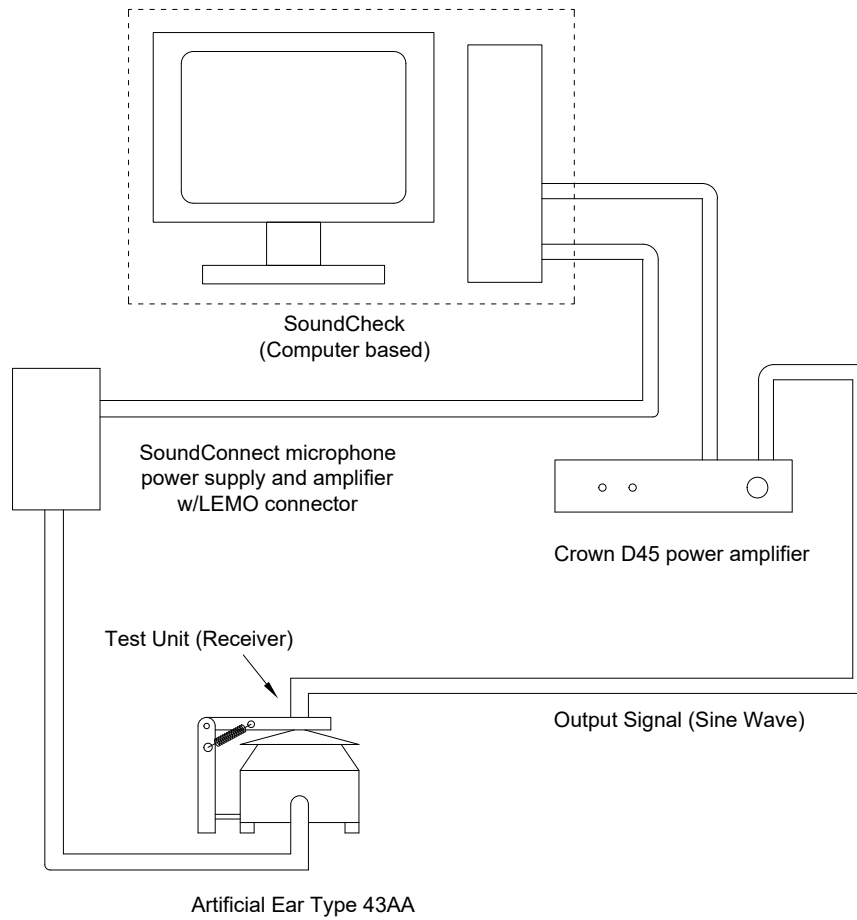 SoundCheck
(Computer based)
SoundConnect microphone
power supply and amplifier
w/LEMO connector
Crown D45 power amplifier
Test Unit (Receiver)
Output Signal (Sine Wave)
Artificial Ear Type 43AA